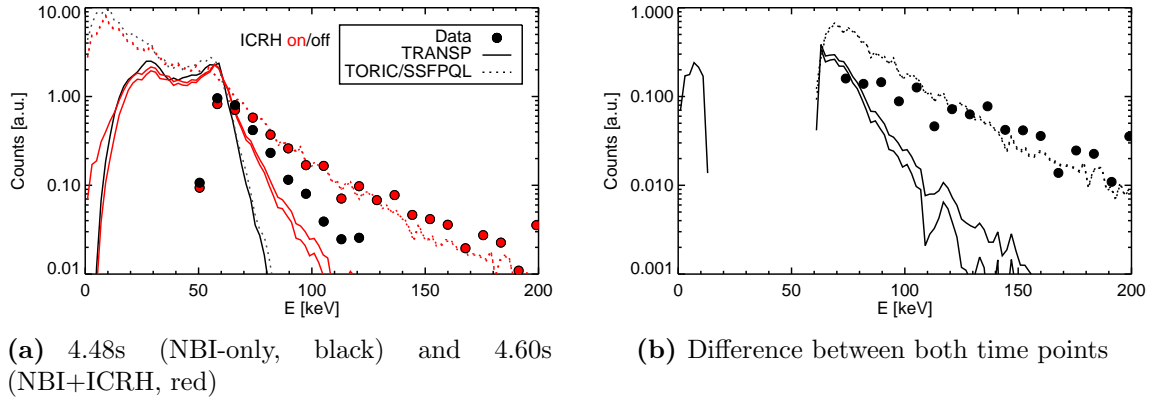 10.00
1.00
0.10
0.01
Counts [a.u.]
0 50 100 150 200
E [keV]
ICRH on/off
Data
TRANSP
TORIC/SSFPQL
1.000
0.100
0.010
0.001
Counts [a.u.]
0 50 100 150 200
E [keV]
(a) 4.48s (NBI-only, black) and 4.60s
(NBI+ICRH, red)
(b) Difference between both time points